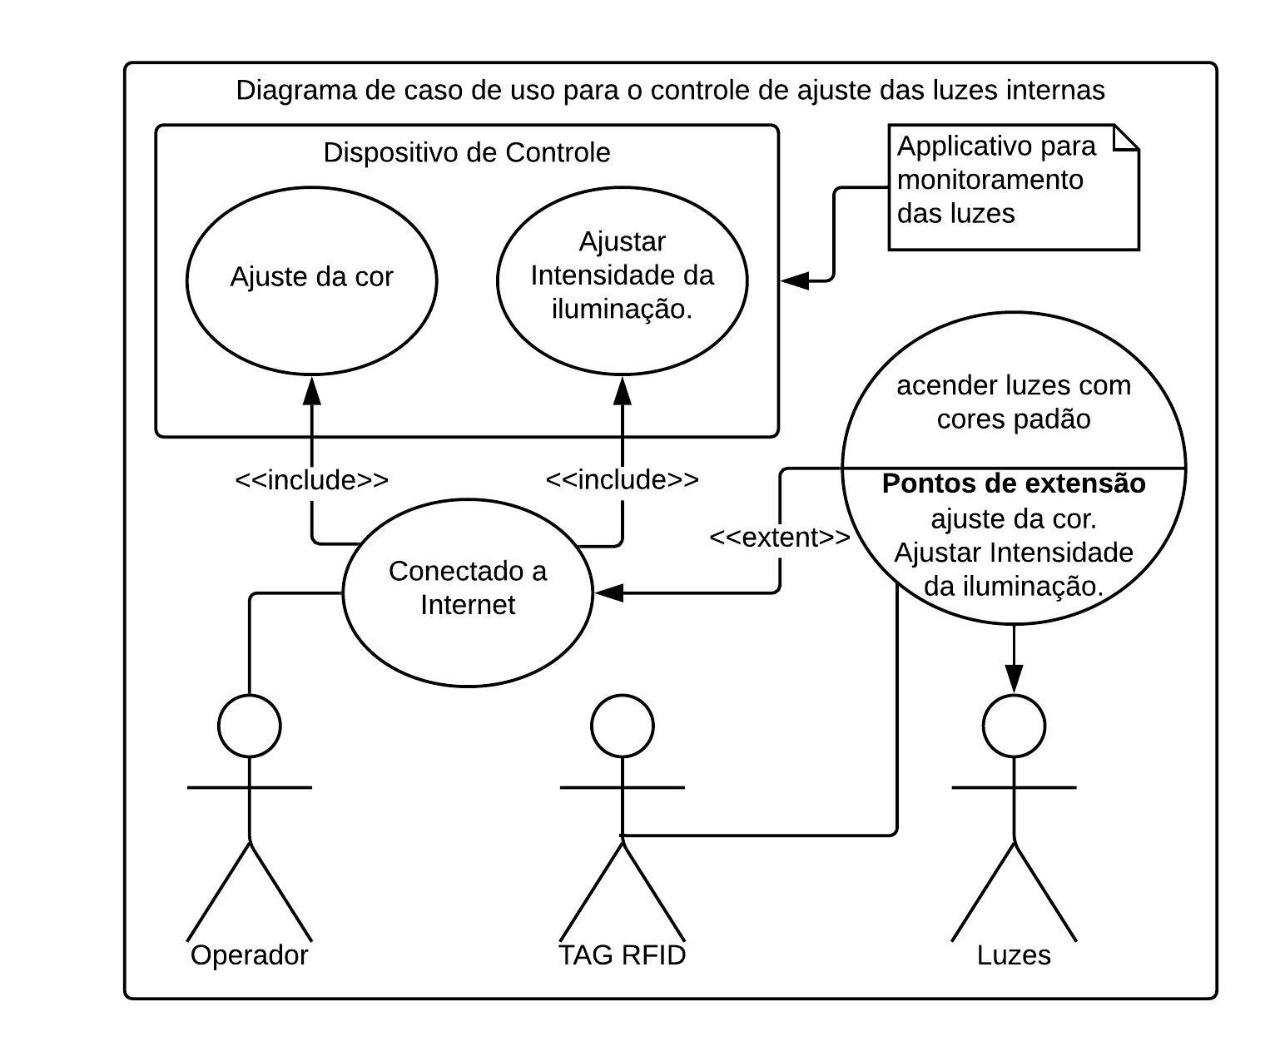 Diagrama de caso de uso para o controle de ajuste das luzes internas
Dispositivo de Controle
Applicativo para
monitoramento
das luzes
Ajuste da cor
Ajustar
Intensidade da
iluminação.
acender luzes com
cores padão
<<include>>
<<include>>
Pontos de extensão
ajuste da cor.
Ajustar Intensidade
da iluminação.
<<extent>>
Conectado a
Internet
Operador
TAG RFID
Luzes